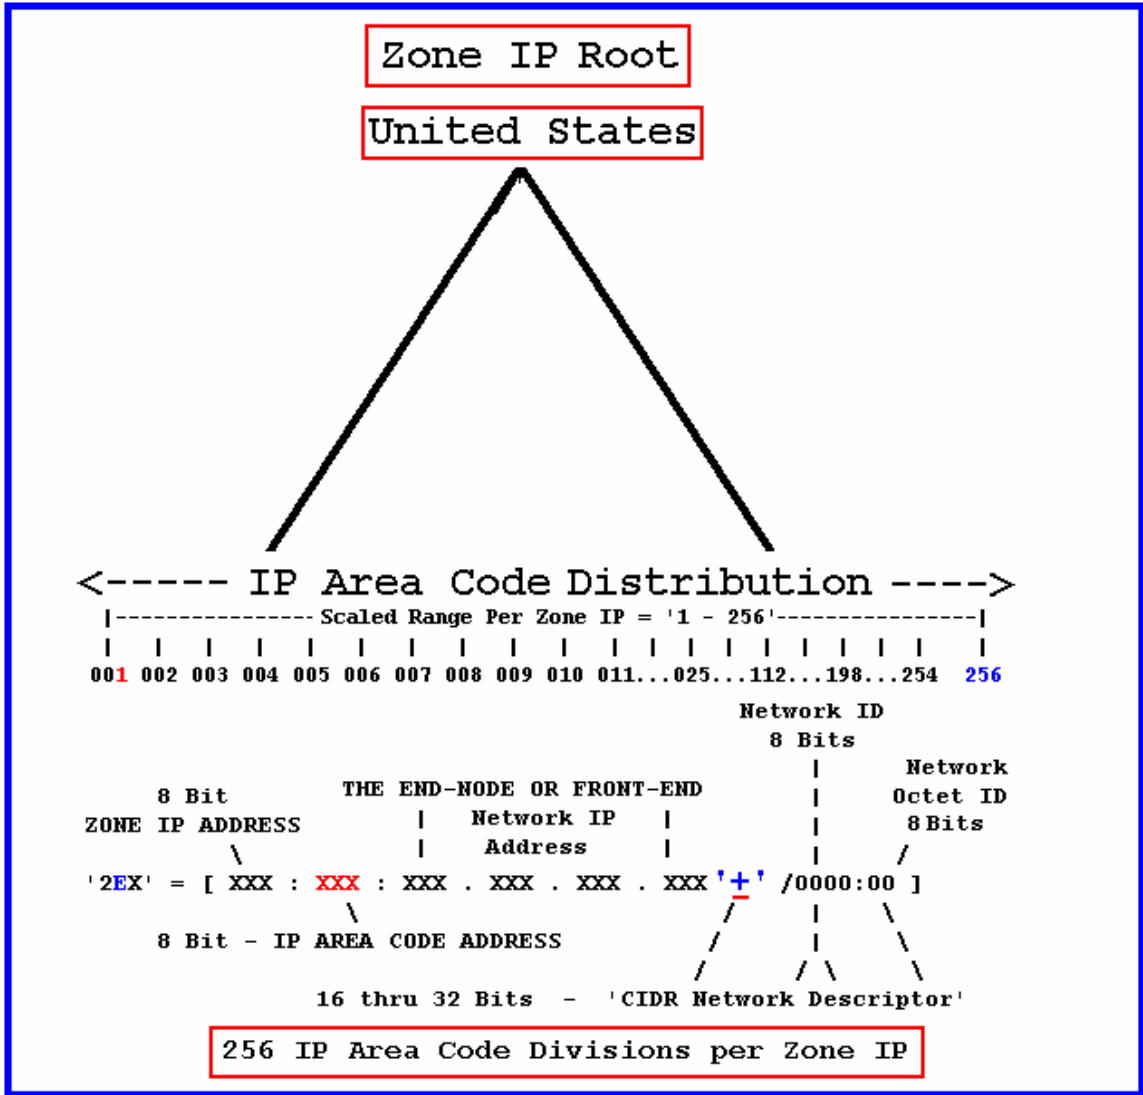 Zone IP Root
United States
<----- IP Area Code Distribution ---->
|---------------- Scaled Range Per Zone IP = '1 - 256'----------------|
001 002 003 004 005 006 007 008 009 010 011...025...112...198...254 256
Network ID
8 Bits
Network
Octet ID
8 Bits
8 Bit
ZONE IP ADDRESS
THE END-NODE OR FRONT-END
Network IP
Address
'2EX' = [ XXX : XXX : XXX . XXX . XXX . XXX '+' /0000:00 ]
8 Bit - IP AREA CODE ADDRESS
16 thru 32 Bits - 'CIDR Network Descriptor'
256 IP Area Code Divisions per Zone IP